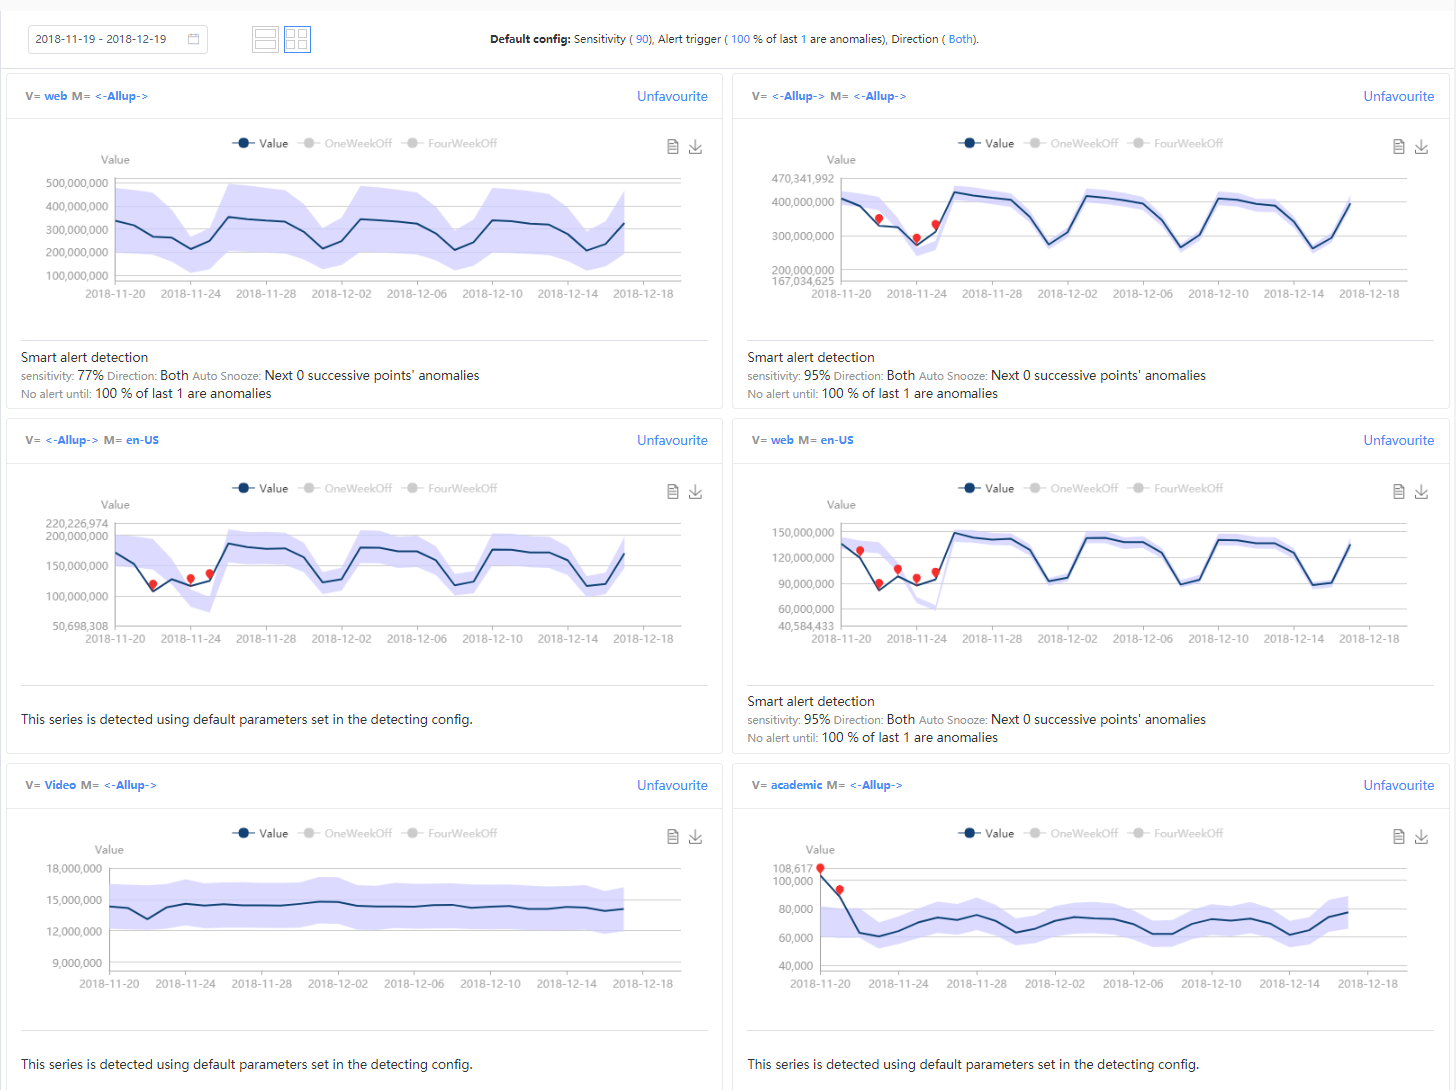 2018-11-19 - 2018-12-19
Default config: Sensitivity ( 90), Alert trigger ( 100 % of last 1 are anomalies), Direction ( Both).
V= web M= <-Allup->
Unfavourite
Value OneWeekOff FourWeekOff
Value
500,000,000
400,000,000
300,000,000
200,000,000
100,000,000
2018-11-20 2018-11-24 2018-11-28 2018-12-02 2018-12-06 2018-12-10 2018-12-14 2018-12-18
Smart alert detection
sensitivity: 77% Direction: Both Auto Snooze: Next 0 successive points' anomalies
No alert until: 100 % of last 1 are anomalies
V= <-Allup-> M= <-Allup->
Unfavourite
Value OneWeekOff FourWeekOff
Value
470,341,992
400,000,000
300,000,000
200,000,000
167,034,625
2018-11-20 2018-11-24 2018-11-28 2018-12-02 2018-12-06 2018-12-10 2018-12-14 2018-12-18
Smart alert detection
sensitivity: 95% Direction: Both Auto Snooze: Next 0 successive points' anomalies
No alert until: 100 % of last 1 are anomalies
V= <-Allup-> M= en-US
Unfavourite
Value OneWeekOff FourWeekOff
Value
220,226,974
200,000,000
150,000,000
100,000,000
50,698,308
2018-11-20 2018-11-24 2018-11-28 2018-12-02 2018-12-06 2018-12-10 2018-12-14 2018-12-18
This series is detected using default parameters set in the detecting config.
V= web M= en-US
Unfavourite
Value OneWeekOff FourWeekOff
Value
150,000,000
120,000,000
90,000,000
60,000,000
40,584,433
2018-11-20 2018-11-24 2018-11-28 2018-12-02 2018-12-06 2018-12-10 2018-12-14 2018-12-18
Smart alert detection
sensitivity: 95% Direction: Both Auto Snooze: Next 0 successive points' anomalies
No alert until: 100 % of last 1 are anomalies
V= Video M= <-Allup->
Unfavourite
Value OneWeekOff FourWeekOff
Value
18,000,000
15,000,000
12,000,000
9,000,000
2018-11-20 2018-11-24 2018-11-28 2018-12-02 2018-12-06 2018-12-10 2018-12-14 2018-12-18
This series is detected using default parameters set in the detecting config.
V= academic M= <-Allup->
Unfavourite
Value OneWeekOff FourWeekOff
Value
108,617
100,000
80,000
60,000
40,000
2018-11-20 2018-11-24 2018-11-28 2018-12-02 2018-12-06 2018-12-10 2018-12-14 2018-12-18
This series is detected using default parameters set in the detecting config.